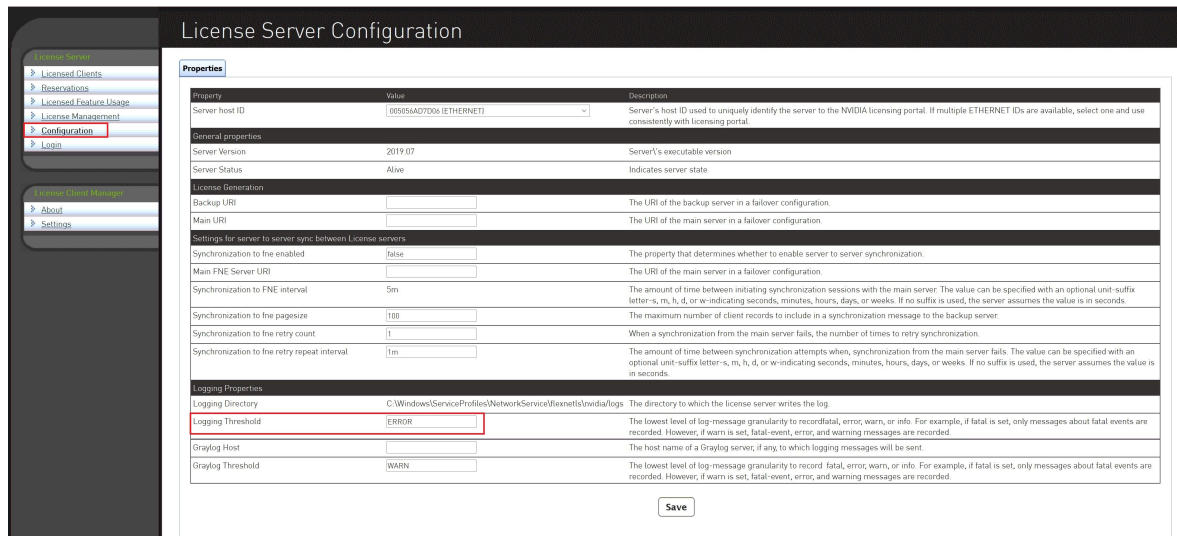 License Server Configuration
License Server
Licensed Clients
Reservations
Licensed Feature Usage
License Management
Configuration
Login
License Client Manager
About
Settings
Properties
Property Value Description
Server host ID 005056AD7D06 (ETHERNET) Server's host ID used to uniquely identify the server to the NVIDIA licensing portal. If multiple ETHERNET IDs are available, select one and use
consistently with licensing portal.
General properties
Server Version 2019.07 Server\'s executable version
Server Status Alive Indicates server state
License Generation
Backup URI The URI of the backup server in a failover configuration.
Main URI The URI of the main server in a failover configuration.
Settings for server to server sync between License servers
Synchronization to fne enabled false The property that determines whether to enable server to server synchronization.
Main FNE Server URI The URI of the main server in a failover configuration.
Synchronization to FNE interval 5m The amount of time between initiating synchronization sessions with the main server. The value can be specified with an optional unit-suffix
letter-s, m, h, d, or w-indicating seconds, minutes, hours, days, or weeks. If no suffix is used, the server assumes the value is in seconds.
Synchronization to fne pagesize 100 The maximum number of client records to include in a synchronization message to the backup server.
Synchronization to fne retry count 1 When a synchronization from the main server fails, the number of times to retry synchronization.
Synchronization to fne retry repeat interval 1m The amount of time between synchronization attempts when, synchronization from the main server fails. The value can be specified with an
optional unit-suffix letter-s, m, h, d, or w-indicating seconds, minutes, hours, days, or weeks. If no suffix is used, the server assumes the value is
in seconds.
Logging Properties
Logging Directory C:\Windows\ServiceProfiles\NetworkService\flexnetls\nvidia/logs The directory to which the license server writes the log.
Logging Threshold ERROR The lowest level of log-message granularity to recordfatal, error, warn, or info. For example, if fatal is set, only messages about fatal events are
recorded. However, if warn is set, fatal-event, error, and warning messages are recorded.
Graylog Host The host name of a Graylog server, if any, to which logging messages will be sent.
Graylog Threshold WARN The lowest level of log-message granularity to record fatal, error, warn, or info. For example, if fatal is set, only messages about fatal events are
recorded. However, if warn is set, fatal-event, error, and warning messages are recorded.
Save